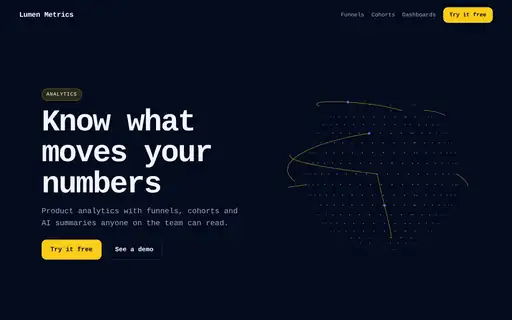 Lumen Metrics
Funnels Cohorts Dashboards Try it free
ANALYTICS
Know what
moves your
numbers
Product analytics with funnels, cohorts and
AI summaries anyone on the team can read.
Try it free See a demo